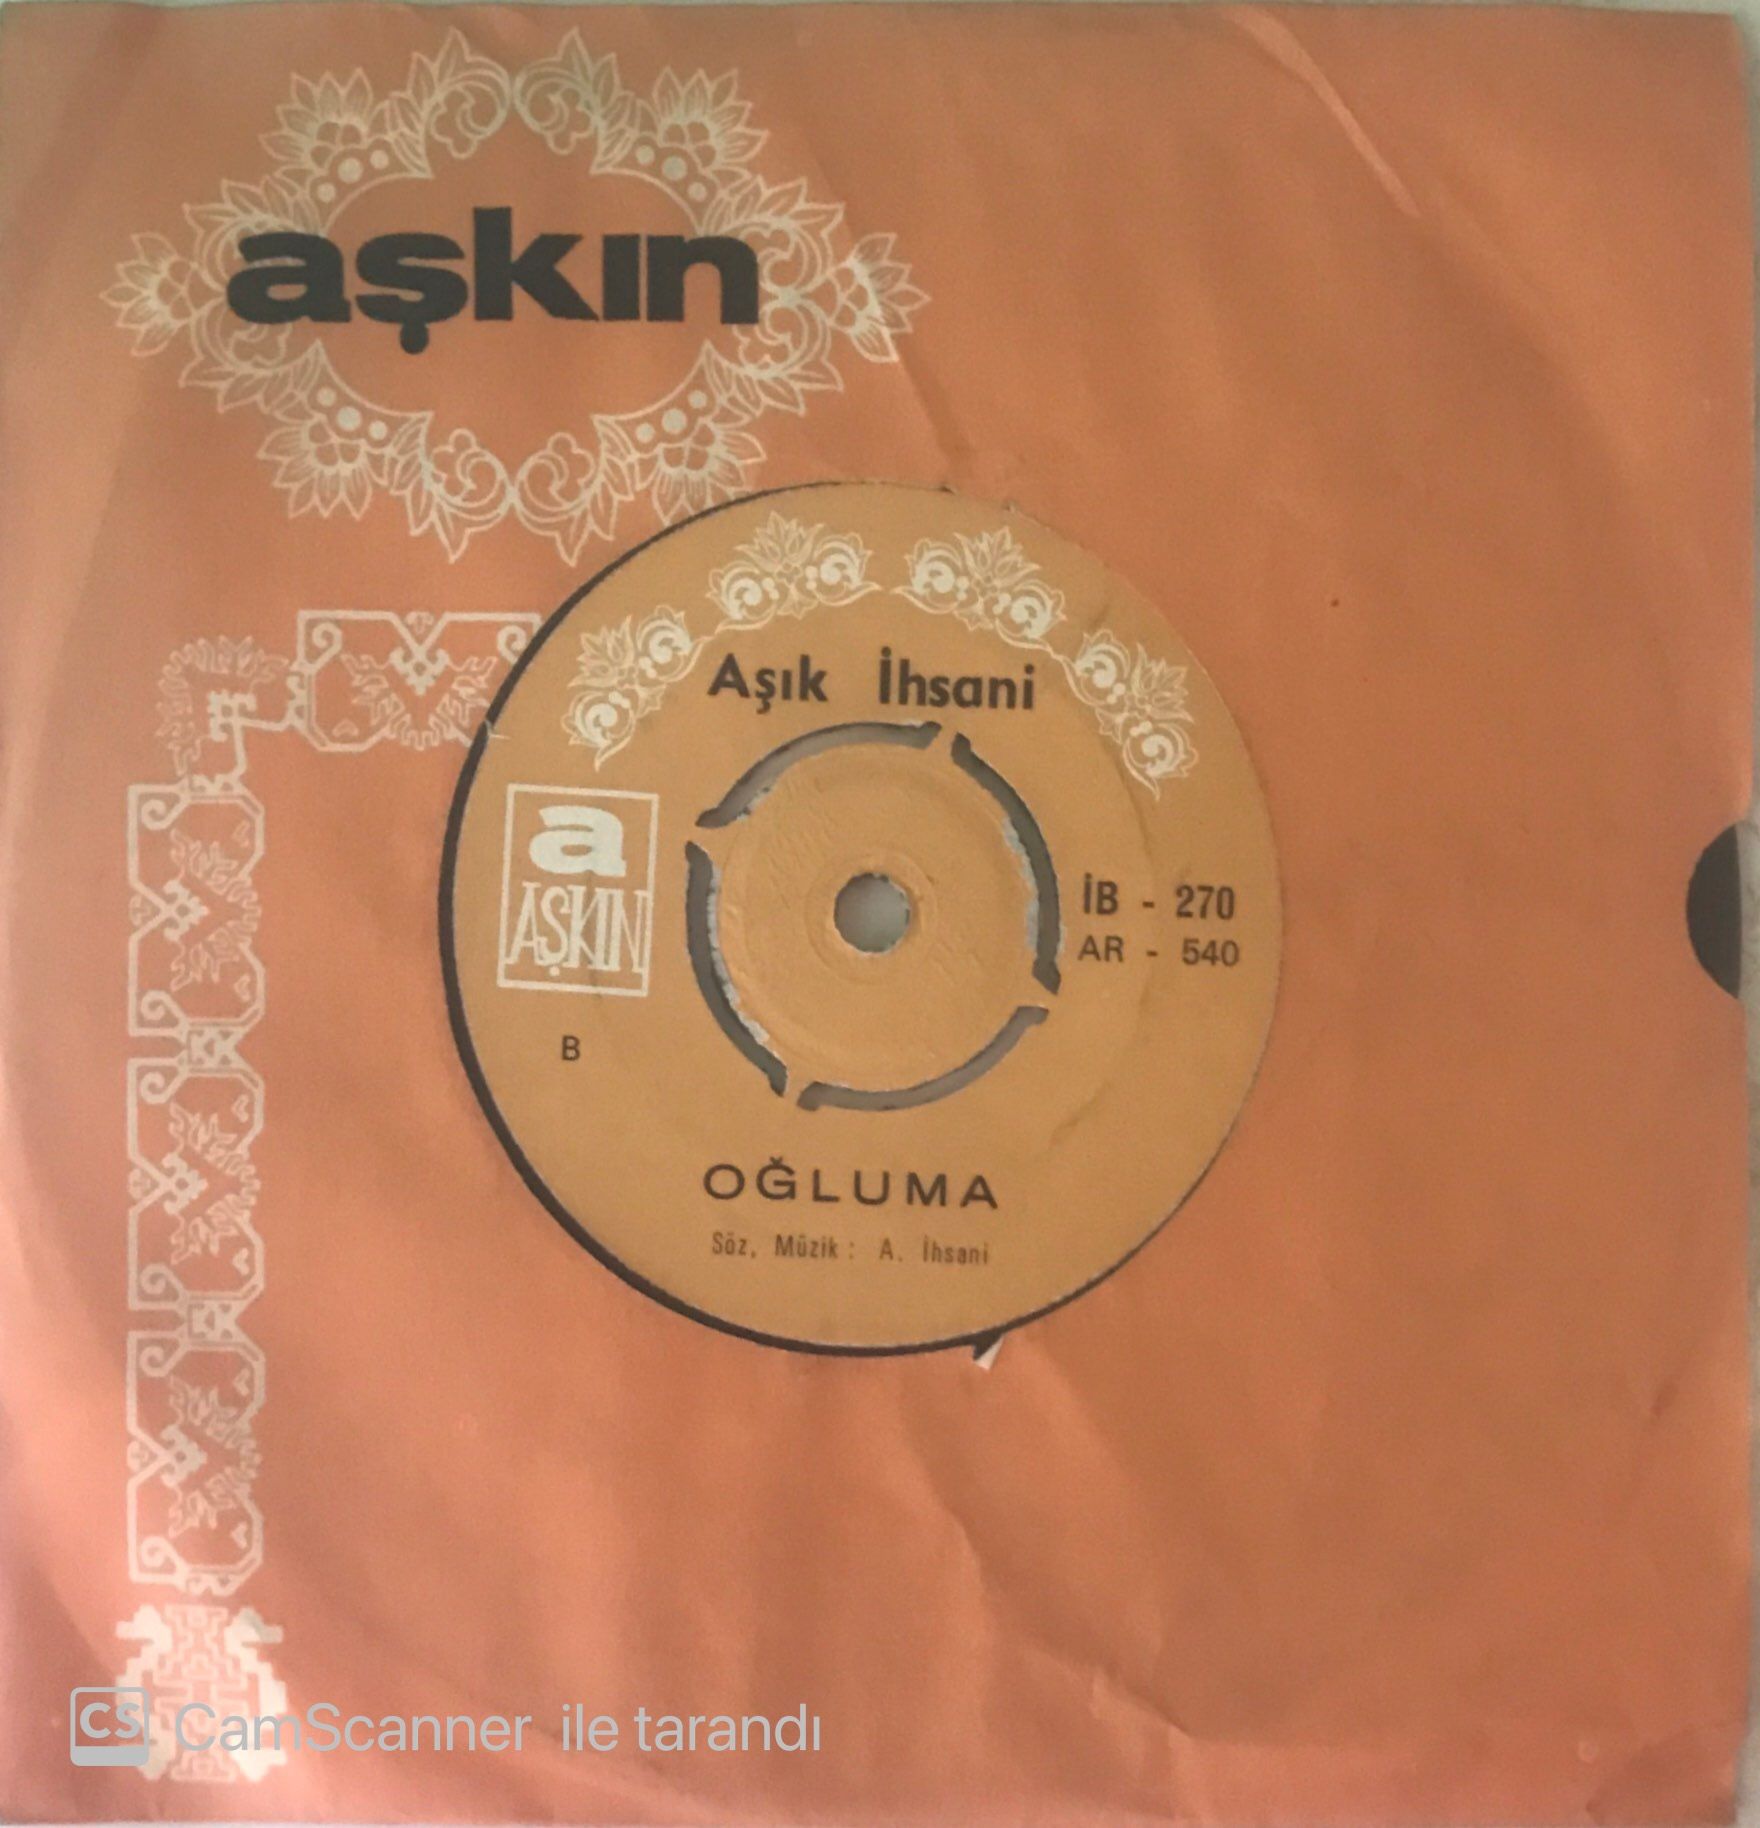 aşkın
Aşık İhsani
a
AŞKIN
İB - 270
AR - 540
B
OĞLUMA
Söz, Müzik : A. İhsani
CS CamScanner ile tarandı